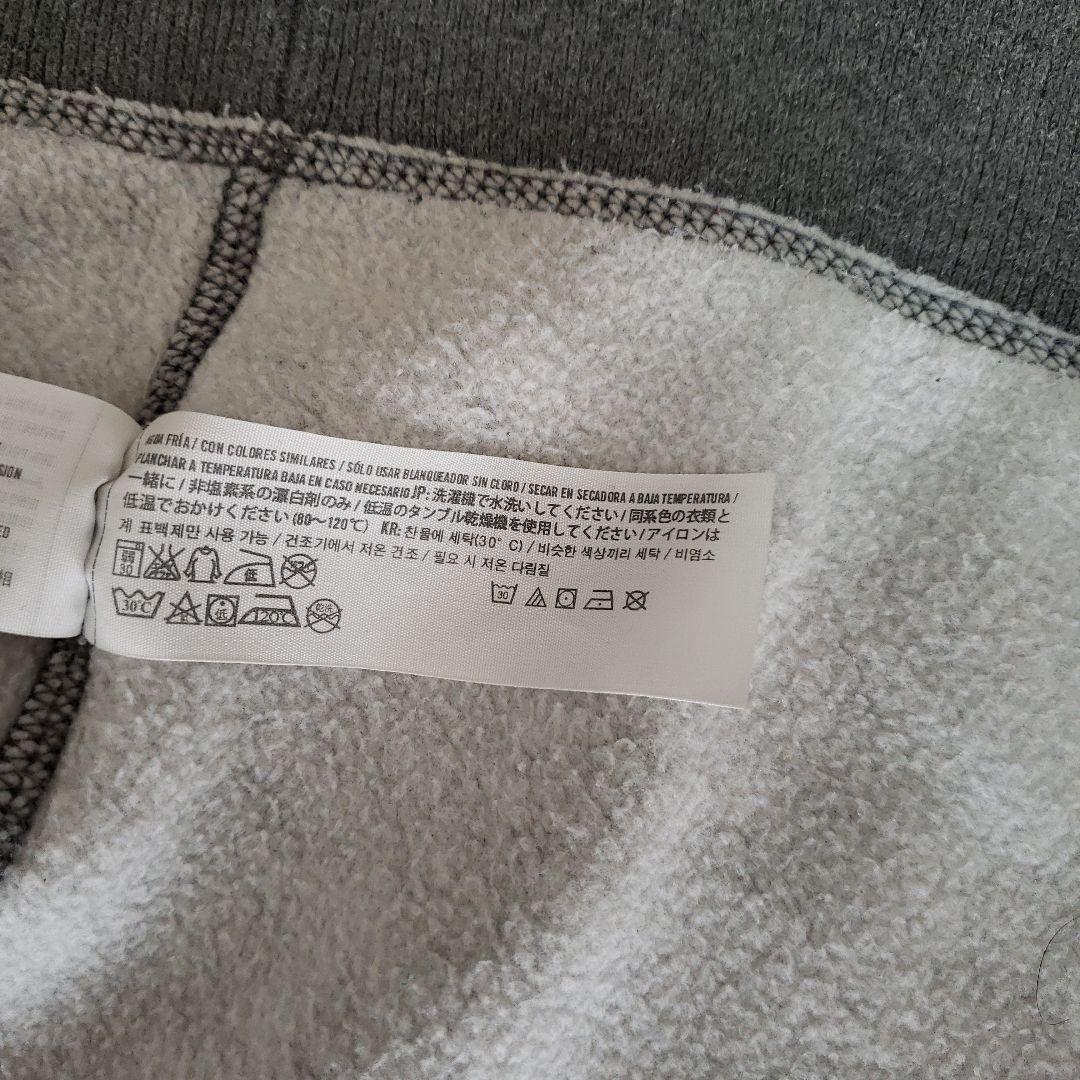 AGUA FRÍA / CON COLORES SIMILARES / SÓLO USAR BLANQUEADOR SIN CLORO / SECAR EN SECADORA A BAJA TEMPERATURA /
PLANCHAR A TEMPERATURA BAJA EN CASO NECESARIO JP: 洗濯機で水洗いしてください / 同系色の衣類と
一緒に / 非塩素系の漂白剤のみ / 低温のタンブル乾燥機を使用してください / アイロンは
低温でおかけください (80～120℃) KR: 찬물에 세탁(30° C) / 비슷한 색상끼리 세탁 / 비염소
계 표백제만 사용 가능 / 건조기에서 저온 건조 / 필요 시 저온 다림질
弱 30 低
30
30℃ 低 120℃ 乾洗
SION
ED